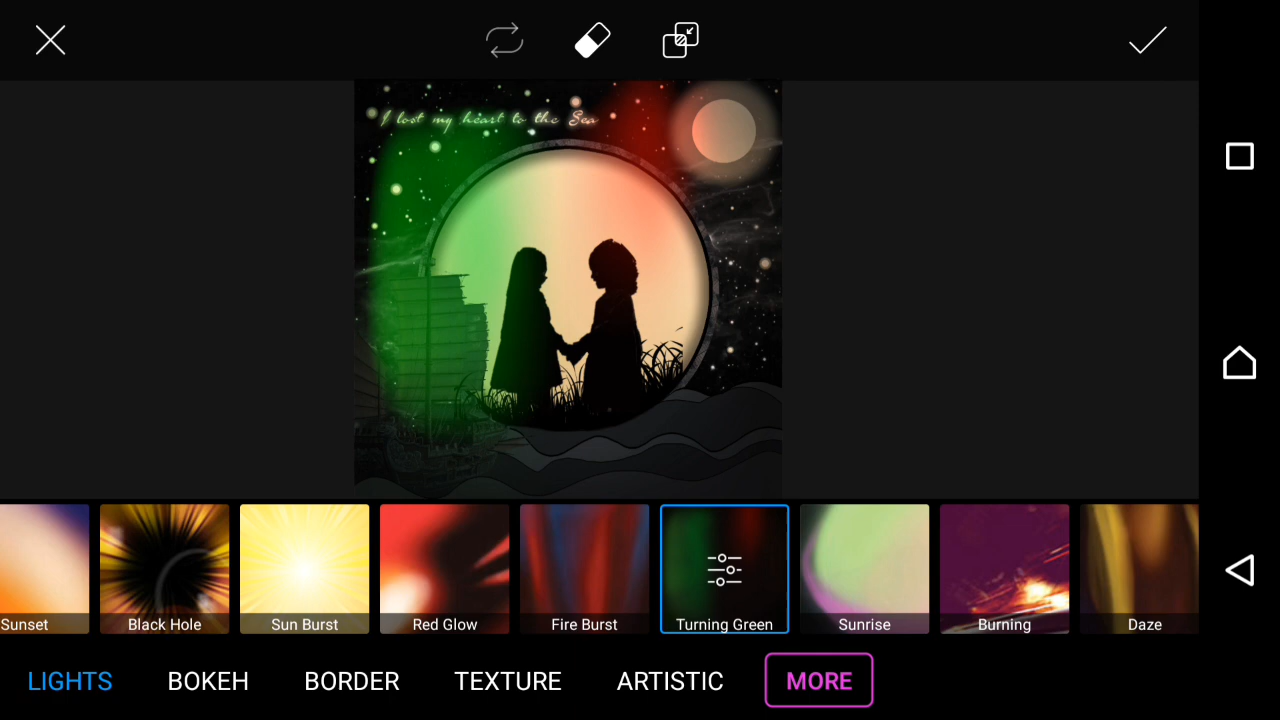 I lost my heart to the Sea
Sunset
Black Hole
Sun Burst
Red Glow
Fire Burst
Turning Green
Sunrise
Burning
Daze
LIGHTS
BOKEH
BORDER
TEXTURE
ARTISTIC
MORE